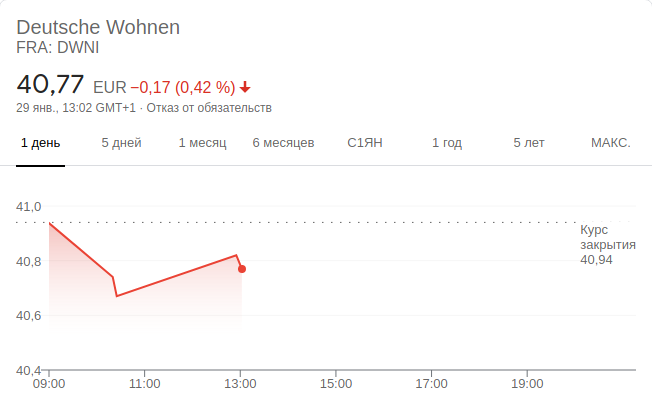 Deutsche Wohnen
FRA: DWNI
40,77 EUR −0,17 (0,42 %)
29 янв., 13:02 GMT+1 · Отказ от обязательств
1 день 5 дней 1 месяц 6 месяцев С1ЯН 1 год 5 лет МАКС.
41,0
Курс
закрытия
40,94
40,8
40,6
40,4
09:00 11:00 13:00 15:00 17:00 19:00